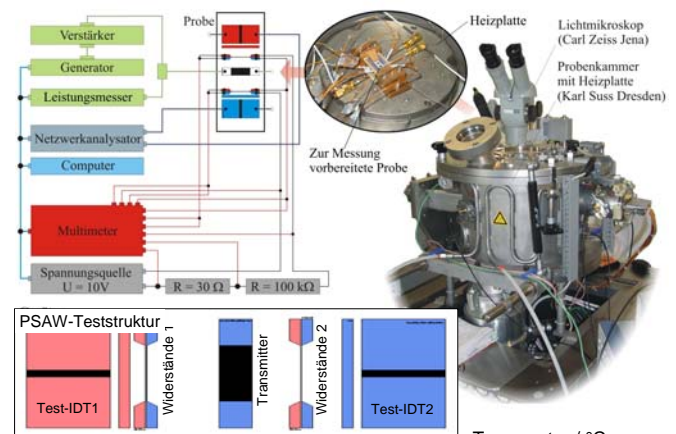 Probe
Verstärker
Generator
Leistungsmesser
Netzwerkanalysator
Computer
Multimeter
Spannungsquelle
U = 10V
R = 30 Ω
R = 100 kΩ
Heizplatte
Zur Messung
vorbereitete Probe
Lichtmikroskop
(Carl Zeiss Jena)
Probenkammer
mit Heizplatte
(Karl Suss Dresden)
PSAW-Teststruktur
Test-IDT1
Widerstände 1
Transmitter
Widerstände 2
Test-IDT2